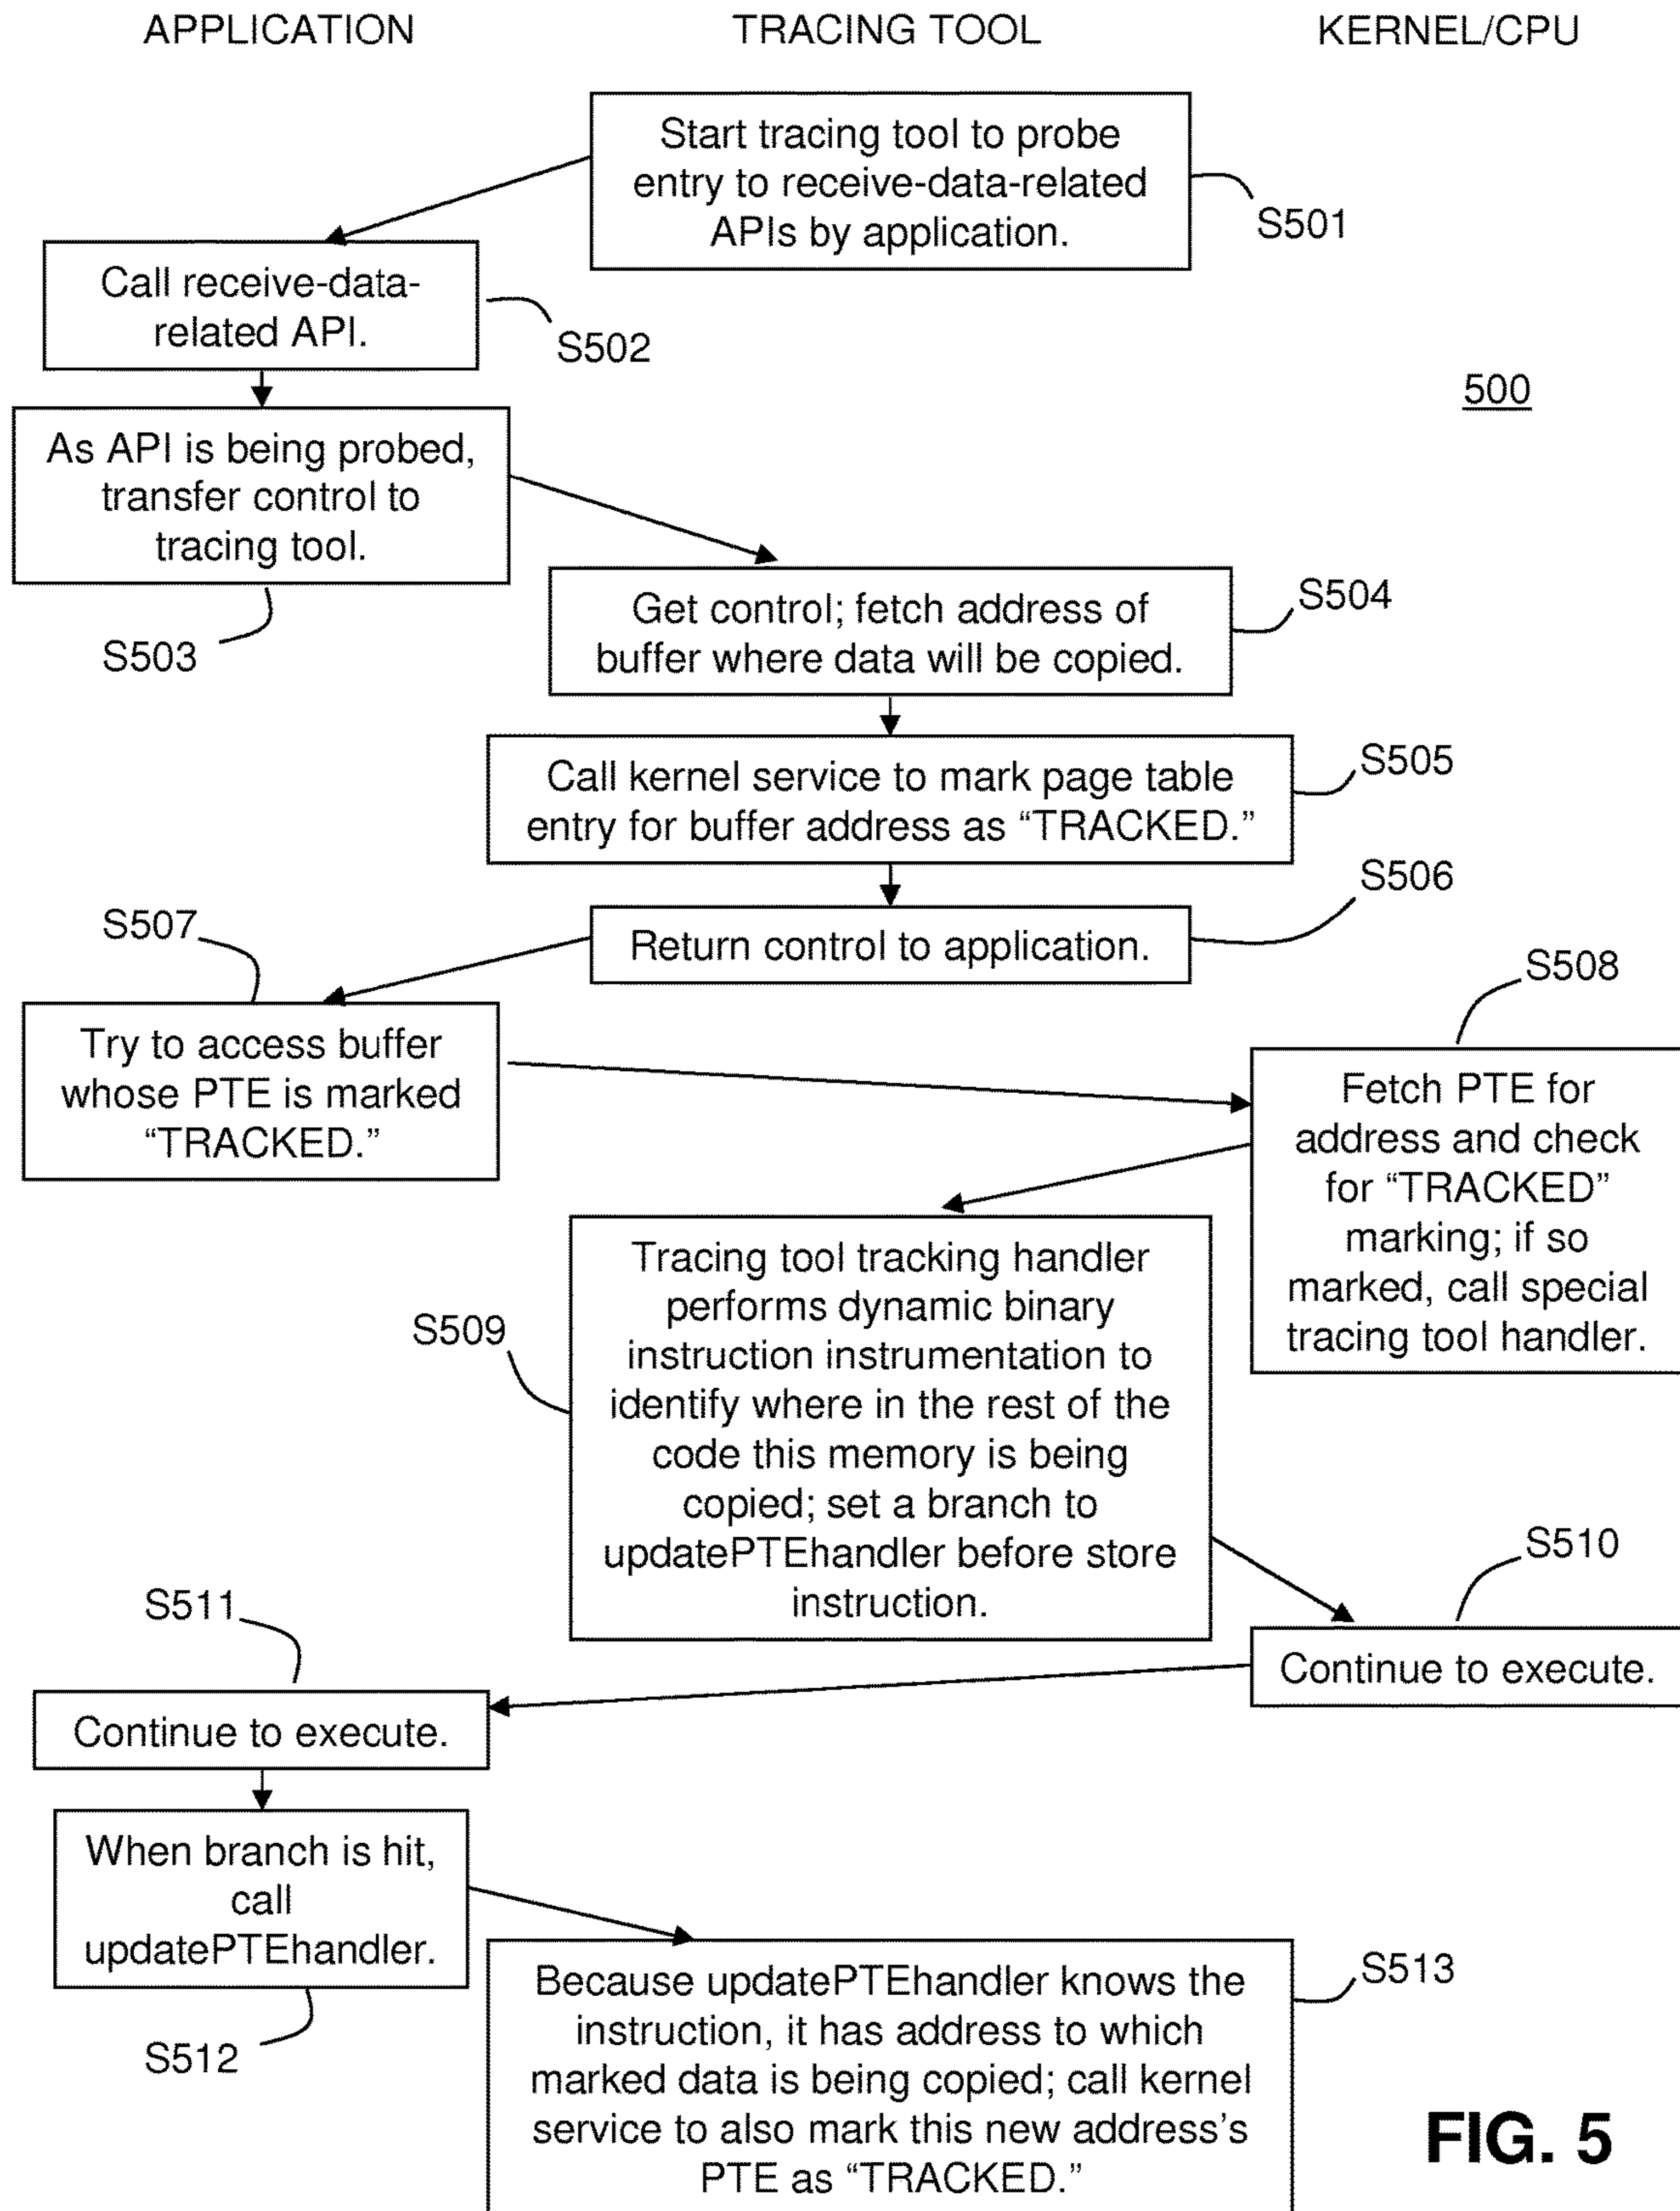 APPLICATION
TRACING TOOL
KERNEL/CPU
Start tracing tool to probe
entry to receive-data-related
APIs by application.
S501
Call receive-data-
related API.
S502
500
As API is being probed,
transfer control to
tracing tool.
S503
Get control; fetch address of
buffer where data will be copied.
S504
Call kernel service to mark page table
entry for buffer address as “TRACKED.”
S505
Return control to application.
S506
S507
Try to access buffer
whose PTE is marked
“TRACKED.”
S508
Fetch PTE for
address and check
for “TRACKED”
marking; if so
marked, call special
tracing tool handler.
S509
Tracing tool tracking handler
performs dynamic binary
instruction instrumentation to
identify where in the rest of the
code this memory is being
copied; set a branch to
updatePTEhandler before store
instruction.
S510
Continue to execute.
S511
Continue to execute.
When branch is hit,
call
updatePTEhandler.
S512
Because updatePTEhandler knows the
instruction, it has address to which
marked data is being copied; call kernel
service to also mark this new address’s
PTE as “TRACKED.”
S513
FIG. 5